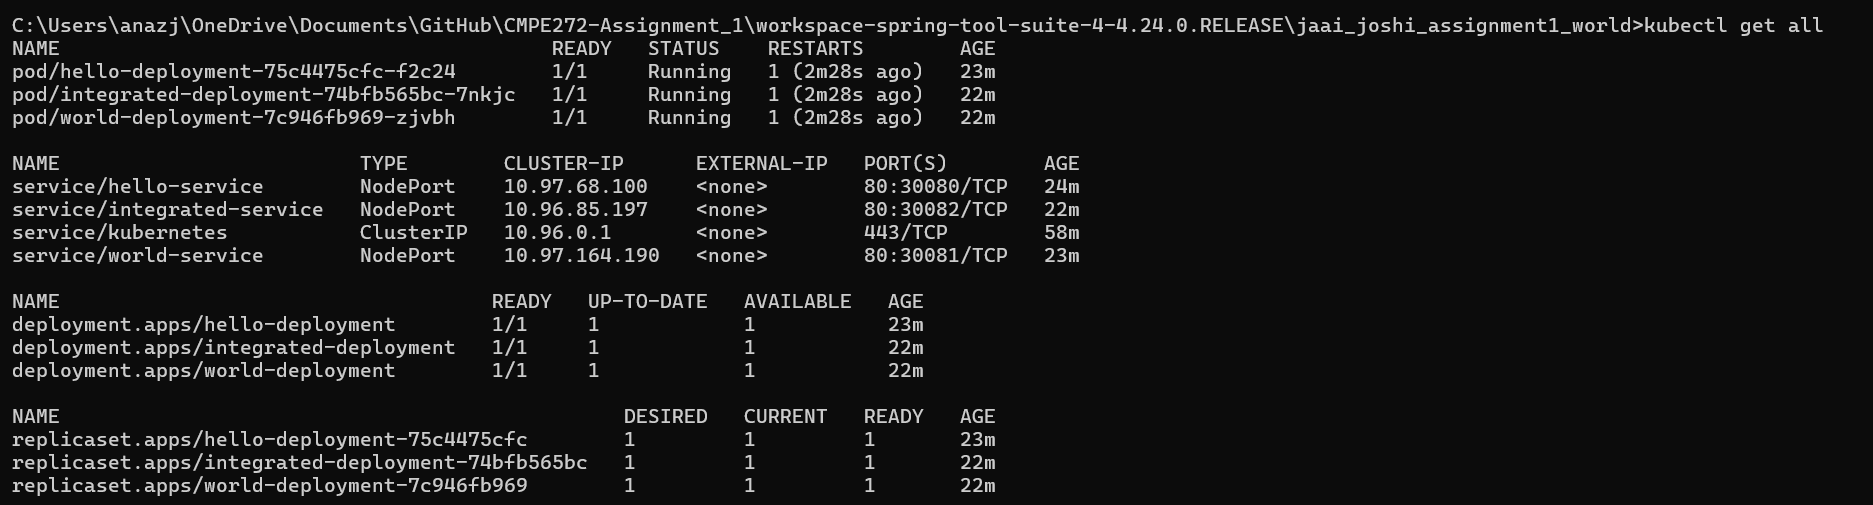 C:\Users\anazj\OneDrive\Documents\GitHub\CMPE272-Assignment_1\workspace-spring-tool-suite-4-4.24.0.RELEASE\jaai_joshi_assignment1_world>kubectl get all
NAME                                         READY   STATUS    RESTARTS        AGE
pod/hello-deployment-75c4475cfc-f2c24        1/1     Running   1 (2m28s ago)   23m
pod/integrated-deployment-74bfb565bc-7nkjc   1/1     Running   1 (2m28s ago)   22m
pod/world-deployment-7c946fb969-zjvbh        1/1     Running   1 (2m28s ago)   22m

NAME                         TYPE        CLUSTER-IP      EXTERNAL-IP   PORT(S)        AGE
service/hello-service        NodePort    10.97.68.100    <none>        80:30080/TCP   24m
service/integrated-service   NodePort    10.96.85.197    <none>        80:30082/TCP   22m
service/kubernetes           ClusterIP   10.96.0.1       <none>        443/TCP        58m
service/world-service        NodePort    10.97.164.190   <none>        80:30081/TCP   23m

NAME                                    READY   UP-TO-DATE   AVAILABLE   AGE
deployment.apps/hello-deployment        1/1     1            1           23m
deployment.apps/integrated-deployment   1/1     1            1           22m
deployment.apps/world-deployment        1/1     1            1           22m

NAME                                               DESIRED   CURRENT   READY   AGE
replicaset.apps/hello-deployment-75c4475cfc        1         1         1       23m
replicaset.apps/integrated-deployment-74bfb565bc   1         1         1       22m
replicaset.apps/world-deployment-7c946fb969        1         1         1       22m